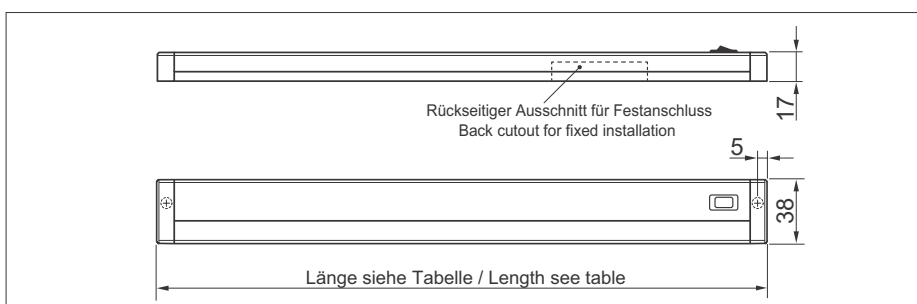 Rückseitiger Ausschnitt für Festanschluss
Back cutout for fixed installation
17
5
38
Länge siehe Tabelle / Length see table